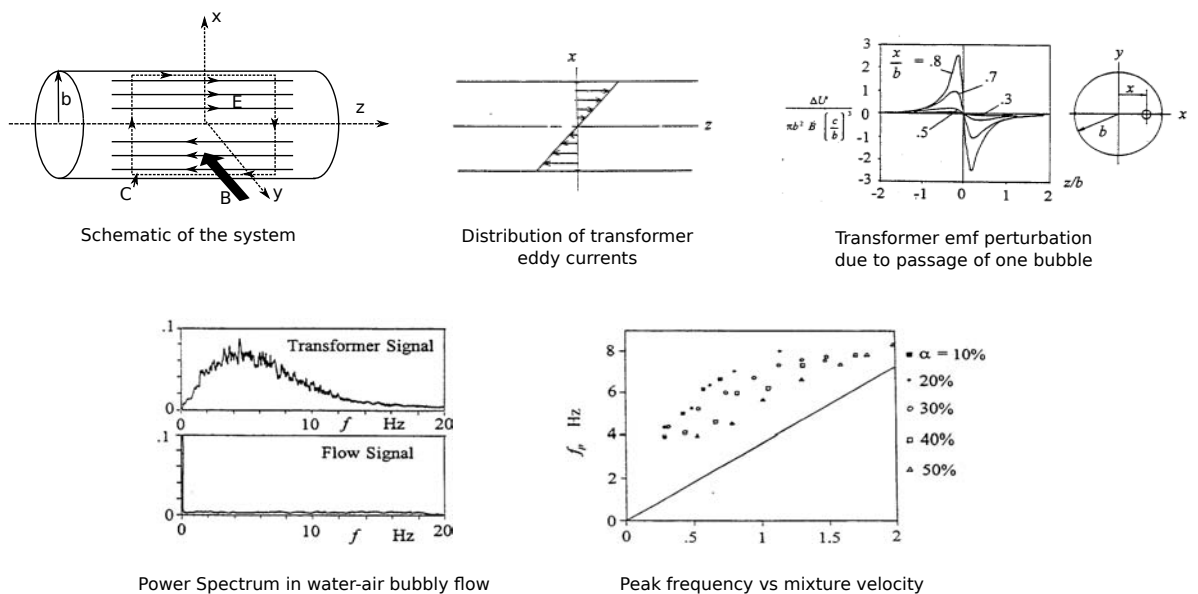 x
b
E
z
C
B
y
Schematic of the system
x
z
Distribution of transformer
eddy currents
3
2
1
0
-1
-2
-3
x/b = .8
.7
.3
.5
ΔU*
πb² Ḃ [c/b]³
-2 -1 0 1 2
z/b
y
x
b
x
Transformer emf perturbation
due to passage of one bubble
.1
Transformer Signal
0
0 10 20
f Hz
.1
Flow Signal
0
0 10 20
f Hz
Power Spectrum in water-air bubbly flow
8
6
4
2
0
fₚ Hz
0 .5 1 1.5 2
α = 10%
20%
30%
40%
50%
Peak frequency vs mixture velocity